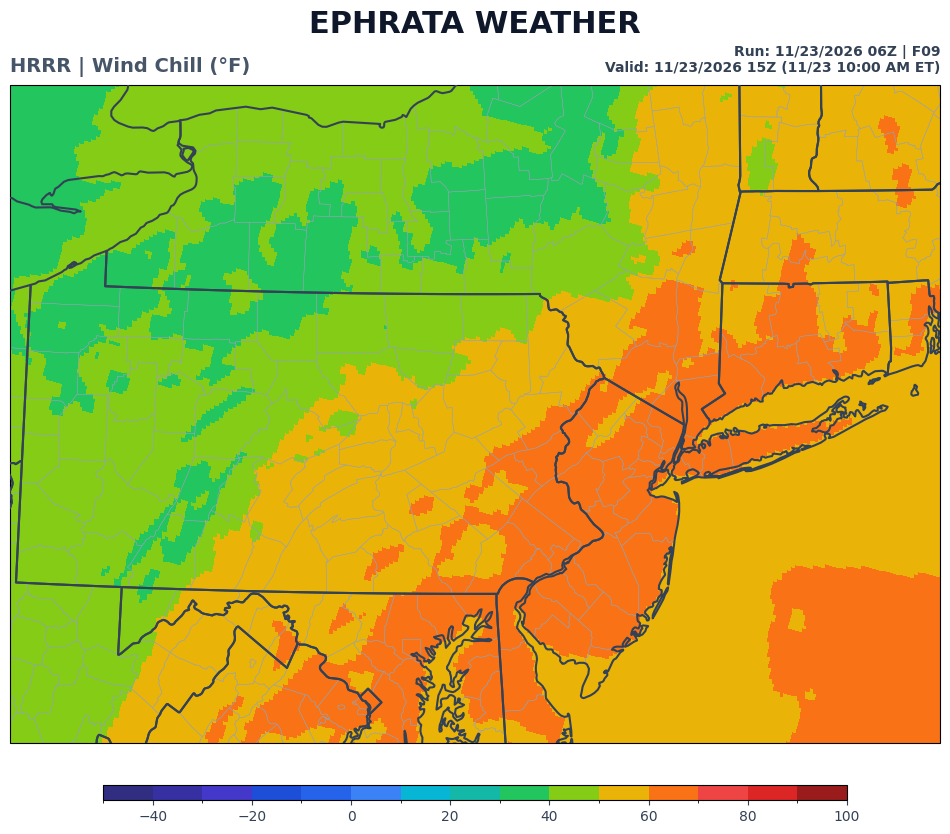 EPHRATA WEATHER
HRRR | Wind Chill (°F)
Run: 11/23/2026 06Z | F09
Valid: 11/23/2026 15Z (11/23 10:00 AM ET)
−40 −20 0 20 40 60 80 100